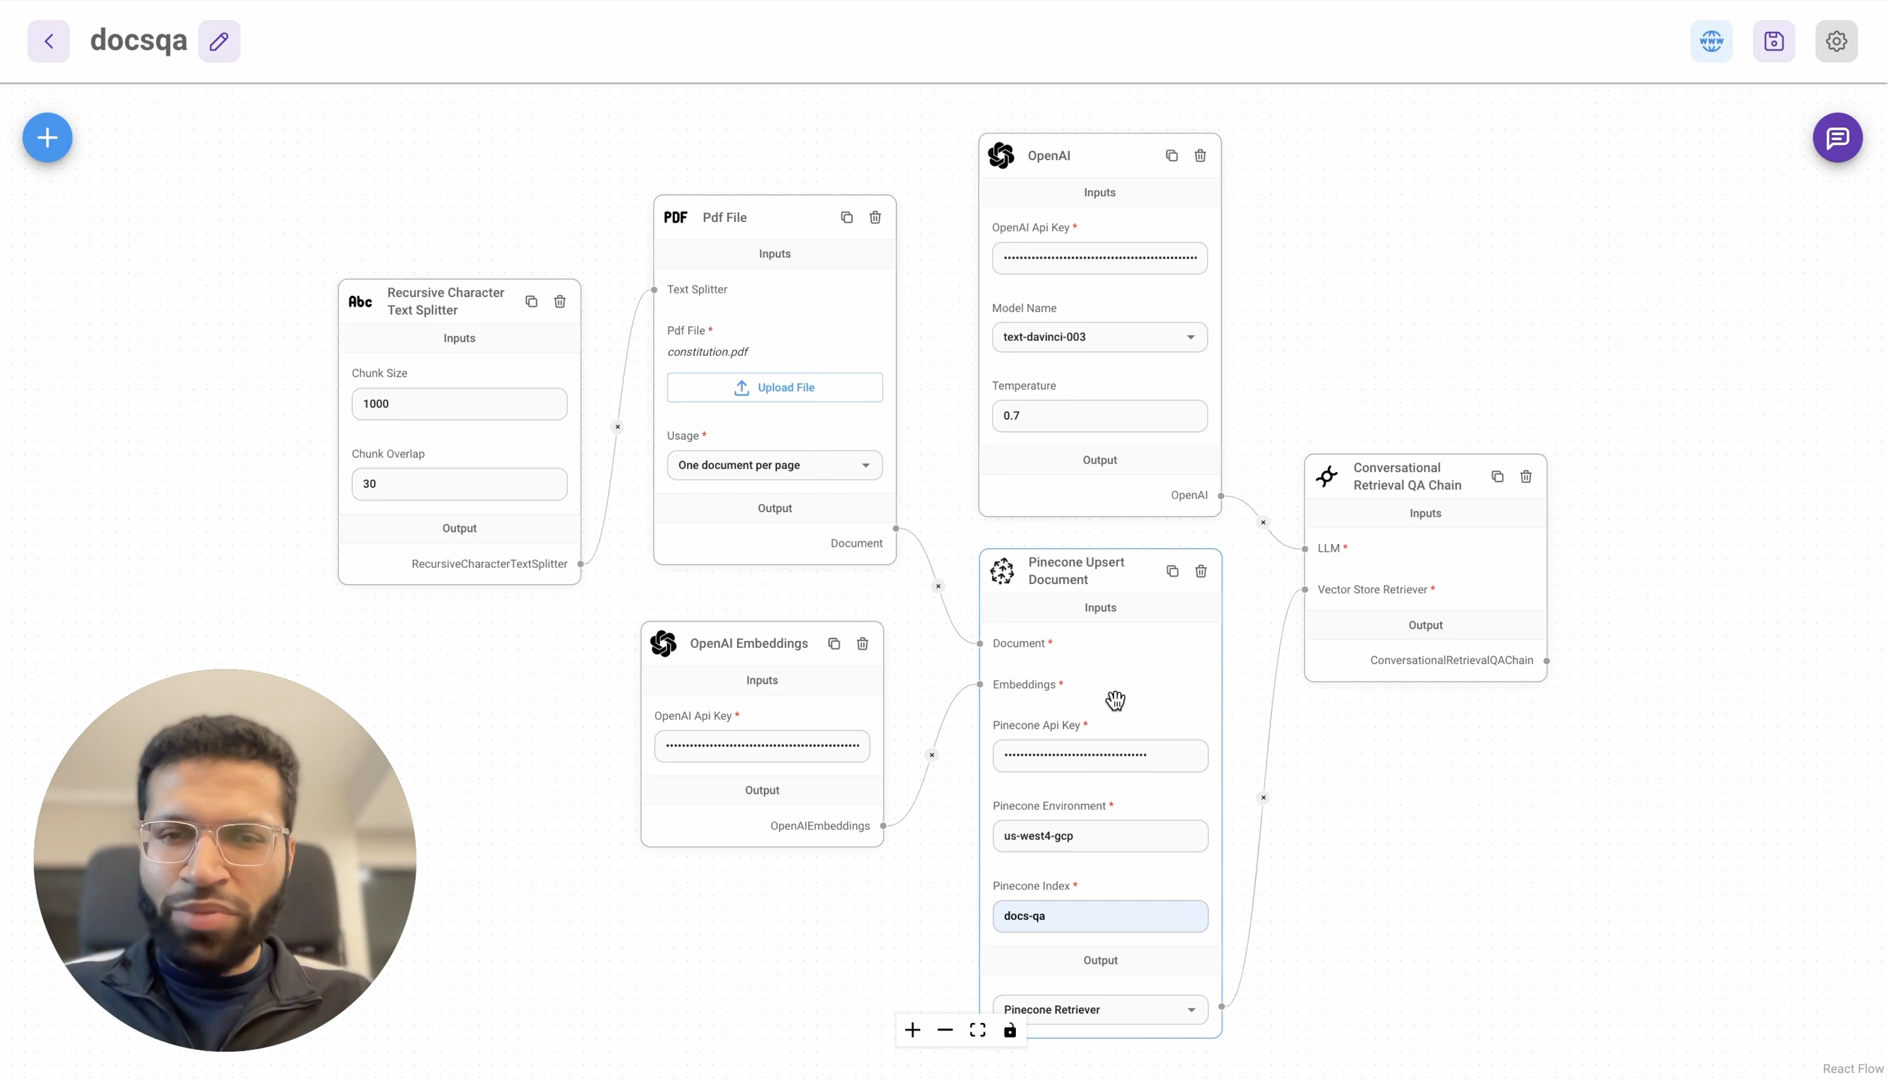 docsqa
www
OpenAI
Inputs
OpenAI Api Key *
••••••••••••••••••••••••••••••••••••••••••••••••
Model Name
text-davinci-003
Temperature
0.7
Output
OpenAI
PDF Pdf File
Inputs
Text Splitter
Pdf File *
constitution.pdf
Upload File
Usage *
One document per page
Output
Document
Abc Recursive Character
Text Splitter
Inputs
Chunk Size
1000
Chunk Overlap
30
Output
RecursiveCharacterTextSplitter
Conversational
Retrieval QA Chain
Inputs
LLM *
Vector Store Retriever *
Output
ConversationalRetrievalQAChain
Pinecone Upsert
Document
Inputs
Document *
Embeddings *
Pinecone Api Key *
••••••••••••••••••••••••••••••••••••
Pinecone Environment *
us-west4-gcp
Pinecone Index *
docs-qa
Output
Pinecone Retriever
OpenAI Embeddings
Inputs
OpenAI Api Key *
••••••••••••••••••••••••••••••••••••••••••••••••
Output
OpenAIEmbeddings
React Flow